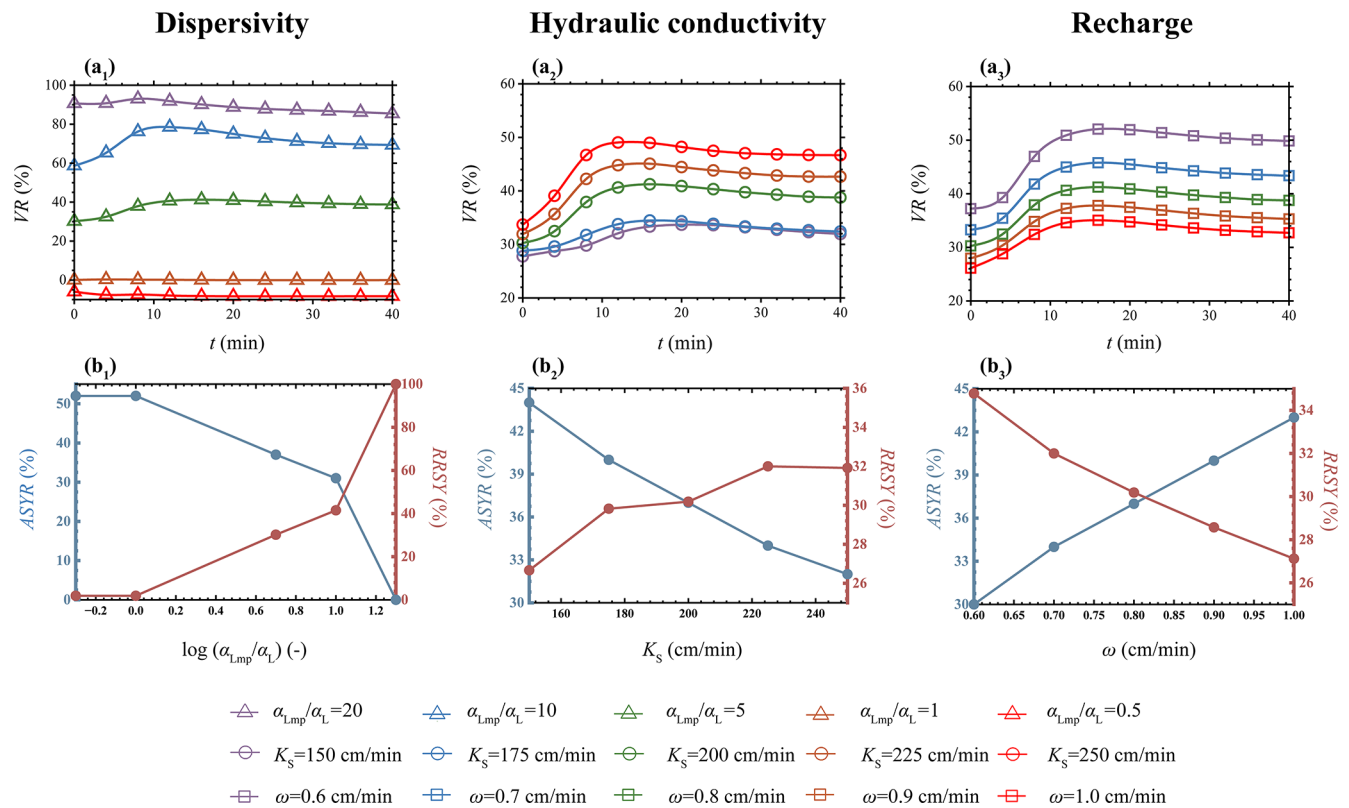 Dispersivity
Hydraulic conductivity
Recharge
(a1)
VR (%)
100
80
60
40
20
0
0 10 20 30 40
t (min)
(a2)
VR (%)
60
50
40
30
20
0 10 20 30 40
t (min)
(a3)
VR (%)
60
50
40
30
20
0 10 20 30 40
t (min)
(b1)
ASYR (%)
50
40
30
20
10
0
RRSY (%)
100
80
60
40
20
0
−0.2 0.0 0.2 0.4 0.6 0.8 1.0 1.2
log (αLmp/αL) (-)
(b2)
ASYR (%)
45
42
39
36
33
30
RRSY (%)
36
34
32
30
28
26
160 180 200 220 240
KS (cm/min)
(b3)
ASYR (%)
45
42
39
36
33
30
RRSY (%)
34
32
30
28
26
0.60 0.65 0.70 0.75 0.80 0.85 0.90 0.95 1.00
ω (cm/min)
αLmp/αL=20 αLmp/αL=10 αLmp/αL=5 αLmp/αL=1 αLmp/αL=0.5
KS=150 cm/min KS=175 cm/min KS=200 cm/min KS=225 cm/min KS=250 cm/min
ω=0.6 cm/min ω=0.7 cm/min ω=0.8 cm/min ω=0.9 cm/min ω=1.0 cm/min